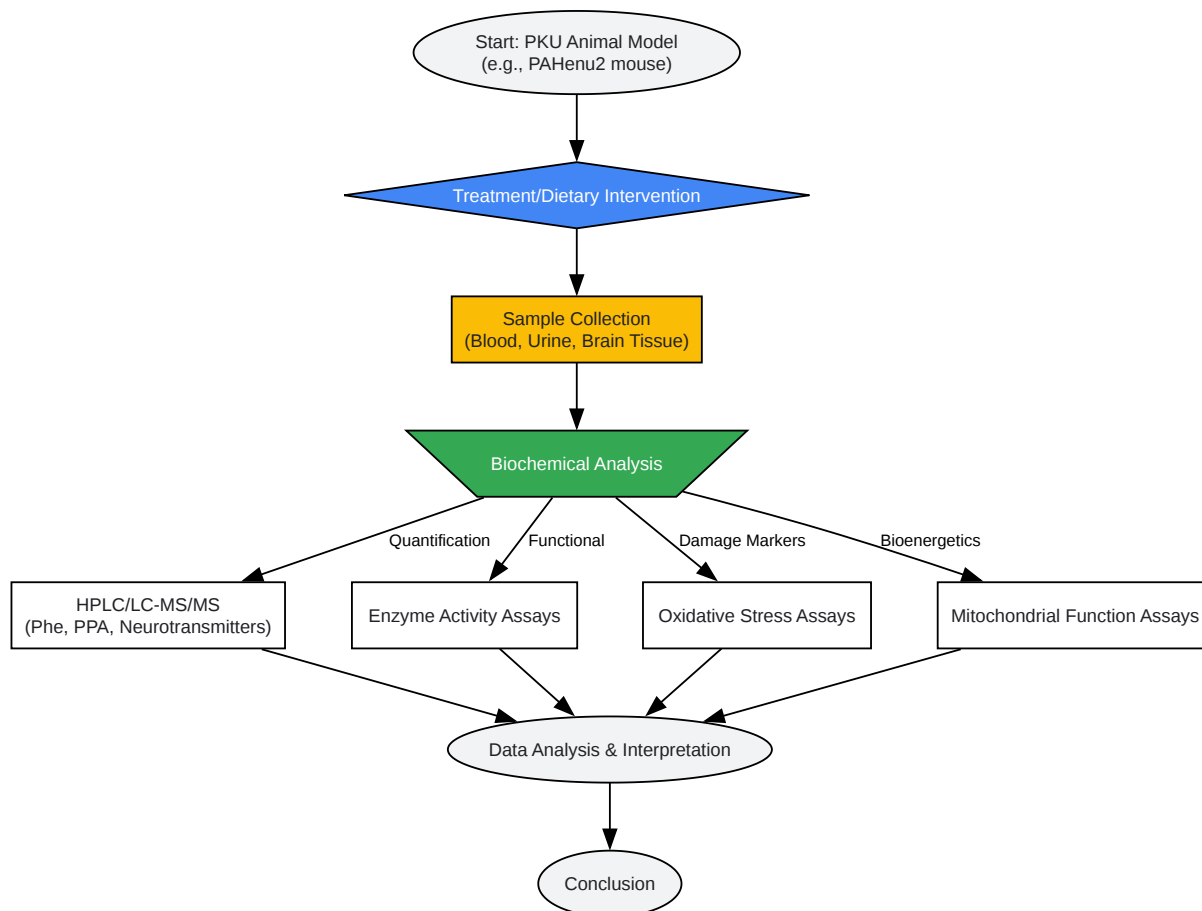 Start: PKU Animal Model
(e.g., PAHenu2 mouse)
Treatment/Dietary Intervention
Sample Collection
(Blood, Urine, Brain Tissue)
Biochemical Analysis
Quantification
Functional
Damage Markers
Bioenergetics
HPLC/LC-MS/MS
(Phe, PPA, Neurotransmitters)
Enzyme Activity Assays
Oxidative Stress Assays
Mitochondrial Function Assays
Data Analysis & Interpretation
Conclusion